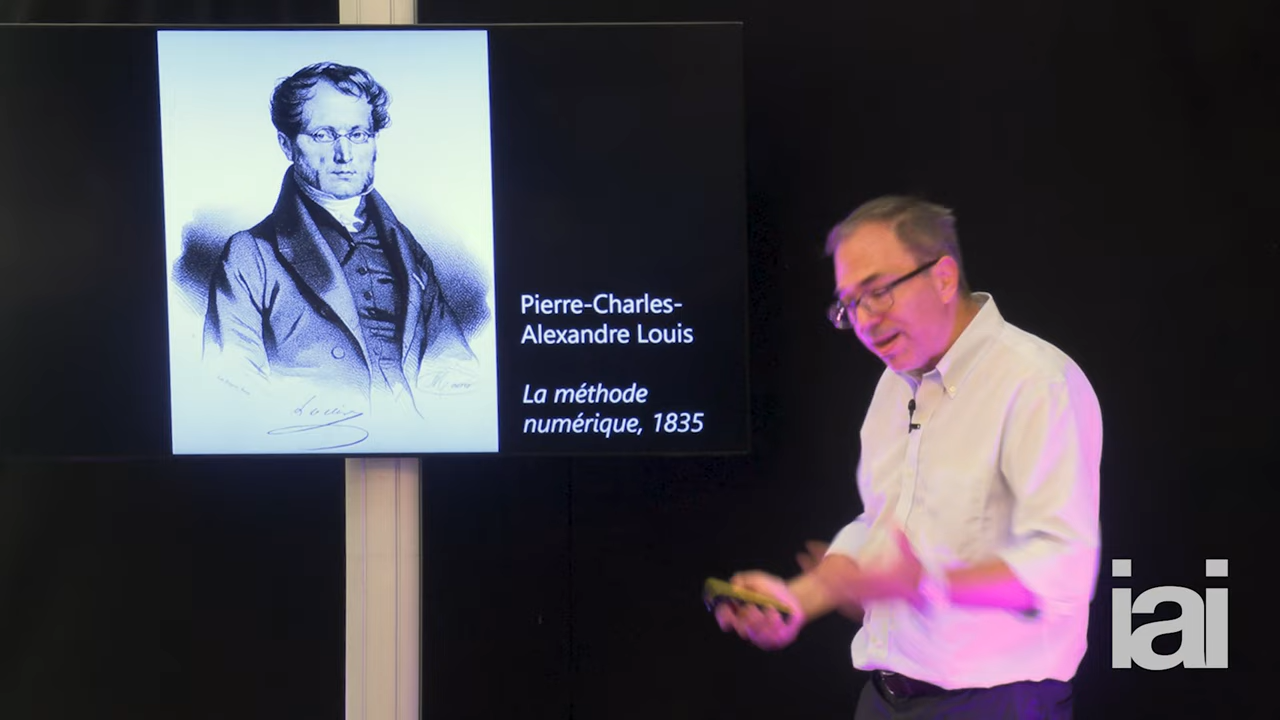 Pierre-Charles-
Alexandre Louis
La méthode
numérique, 1835
iai